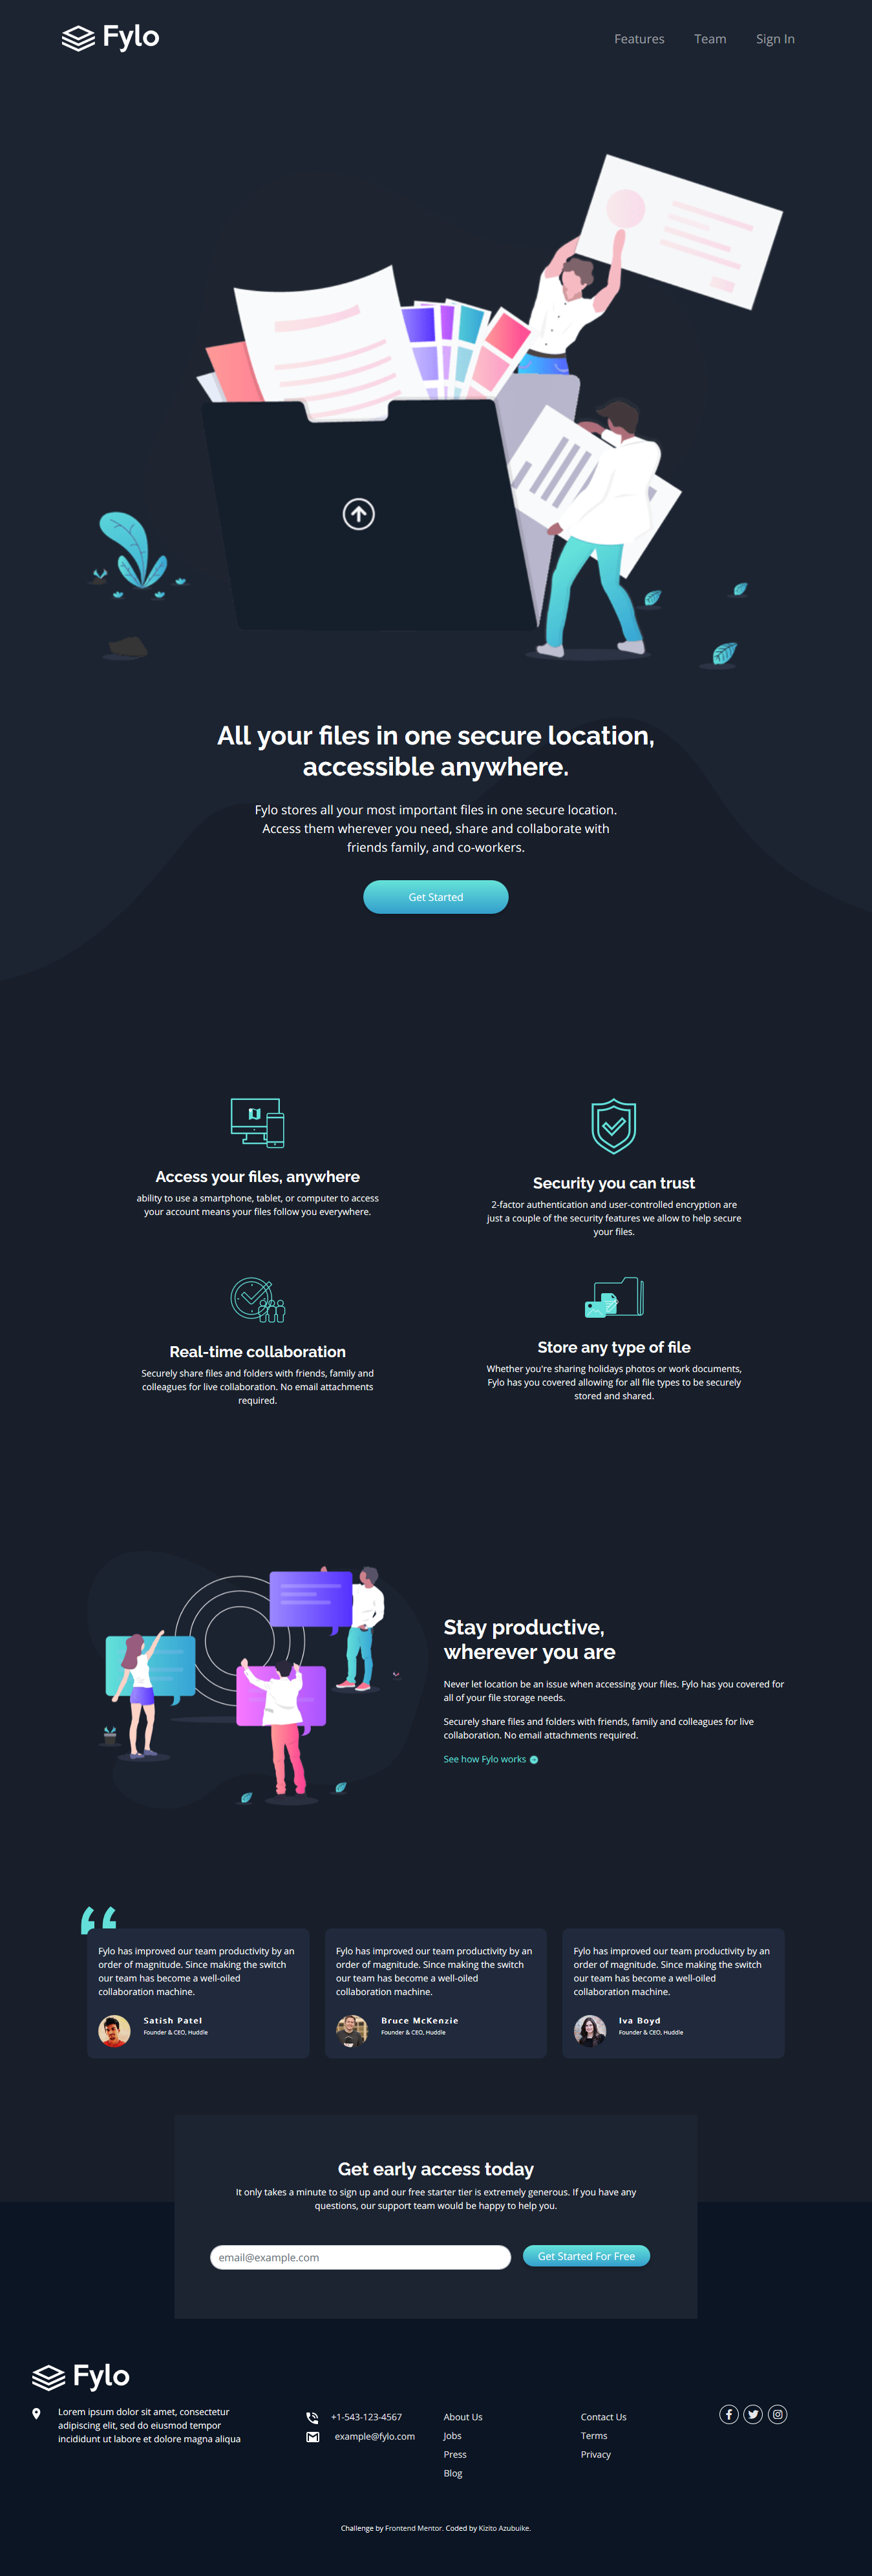 Fylo
Features Team Sign In
All your files in one secure location,
accessible anywhere.
Fylo stores all your most important files in one secure location.
Access them wherever you need, share and collaborate with
friends family, and co-workers.
Get Started
Access your files, anywhere
ability to use a smartphone, tablet, or computer to access
your account means your files follow you everywhere.
Security you can trust
2-factor authentication and user-controlled encryption are
just a couple of the security features we allow to help secure
your files.
Real-time collaboration
Securely share files and folders with friends, family and
colleagues for live collaboration. No email attachments
required.
Store any type of file
Whether you're sharing holidays photos or work documents,
Fylo has you covered allowing for all file types to be securely
stored and shared.
Stay productive,
wherever you are
Never let location be an issue when accessing your files. Fylo has you covered for
all of your file storage needs.
Securely share files and folders with friends, family and colleagues for live
collaboration. No email attachments required.
See how Fylo works
“
Fylo has improved our team productivity by an
order of magnitude. Since making the switch
our team has become a well-oiled
collaboration machine.
Satish Patel
Founder & CEO, Huddle
Fylo has improved our team productivity by an
order of magnitude. Since making the switch
our team has become a well-oiled
collaboration machine.
Bruce McKenzie
Founder & CEO, Huddle
Fylo has improved our team productivity by an
order of magnitude. Since making the switch
our team has become a well-oiled
collaboration machine.
Iva Boyd
Founder & CEO, Huddle
Get early access today
It only takes a minute to sign up and our free starter tier is extremely generous. If you have any
questions, our support team would be happy to help you.
email@example.com
Get Started For Free
Fylo
Lorem ipsum dolor sit amet, consectetur
adipiscing elit, sed do eiusmod tempor
incididunt ut labore et dolore magna aliqua
+1-543-123-4567
example@fylo.com
About Us
Jobs
Press
Blog
Contact Us
Terms
Privacy
Challenge by Frontend Mentor. Coded by Kizito Azubuike.